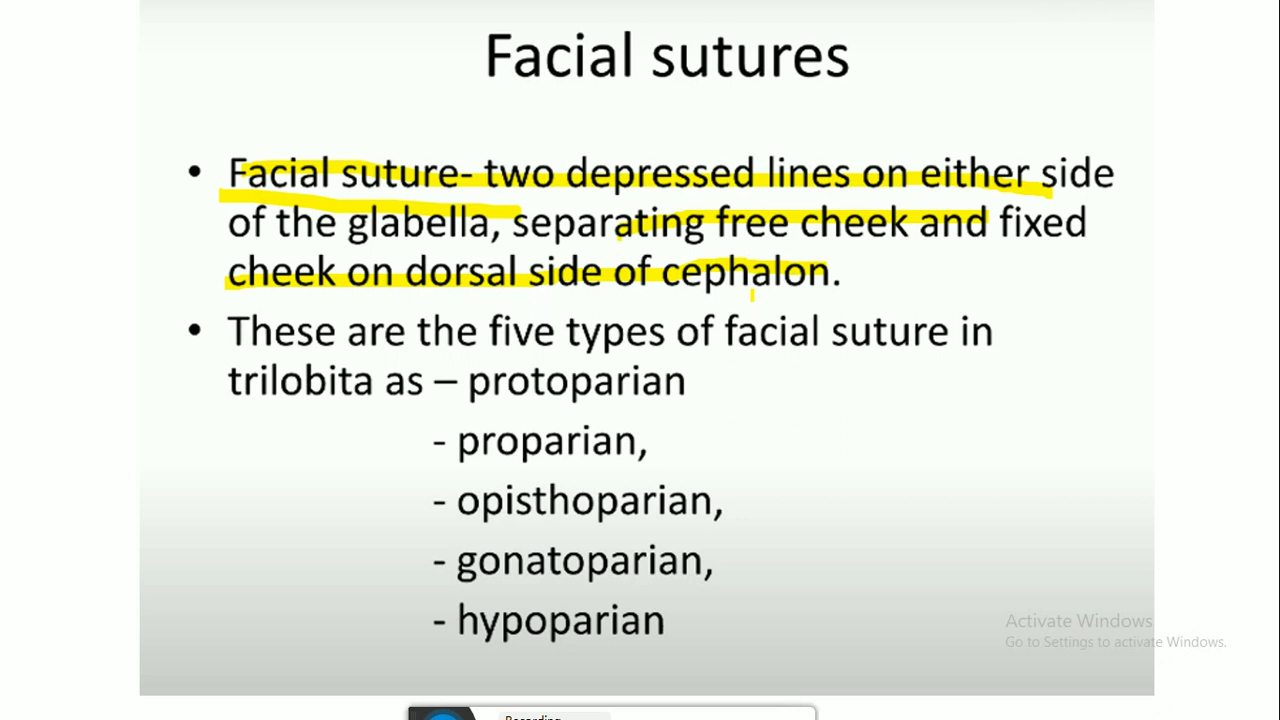 Facial sutures
• Facial suture- two depressed lines on either side
of the glabella, separating free cheek and fixed
cheek on dorsal side of cephalon.
• These are the five types of facial suture in
trilobita as – protoparian
- proparian,
- opisthoparian,
- gonatoparian,
- hypoparian
Activate Windows
Go to Settings to activate Windows.
Recording